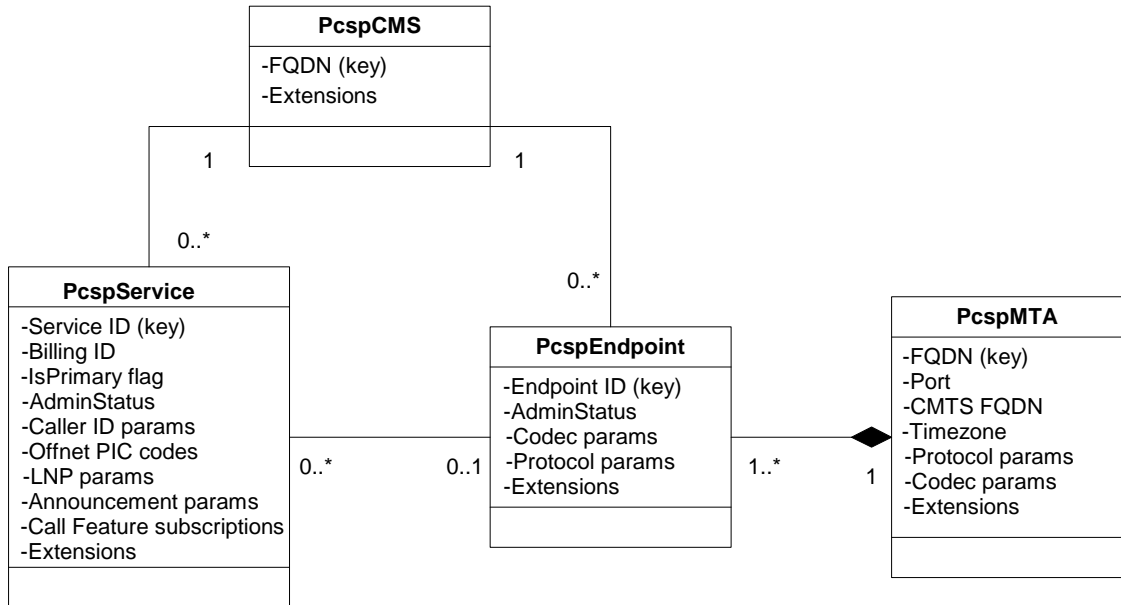 PcspCMS
-FQDN (key)
-Extensions
1
1
0..*
0..*
PcspService
-Service ID (key)
-Billing ID
-IsPrimary flag
-AdminStatus
-Caller ID params
-Offnet PIC codes
-LNP params
-Announcement params
-Call Feature subscriptions
-Extensions
0..*
0..1
PcspEndpoint
-Endpoint ID (key)
-AdminStatus
-Codec params
-Protocol params
-Extensions
1..*
1
PcspMTA
-FQDN (key)
-Port
-CMTS FQDN
-Timezone
-Protocol params
-Codec params
-Extensions